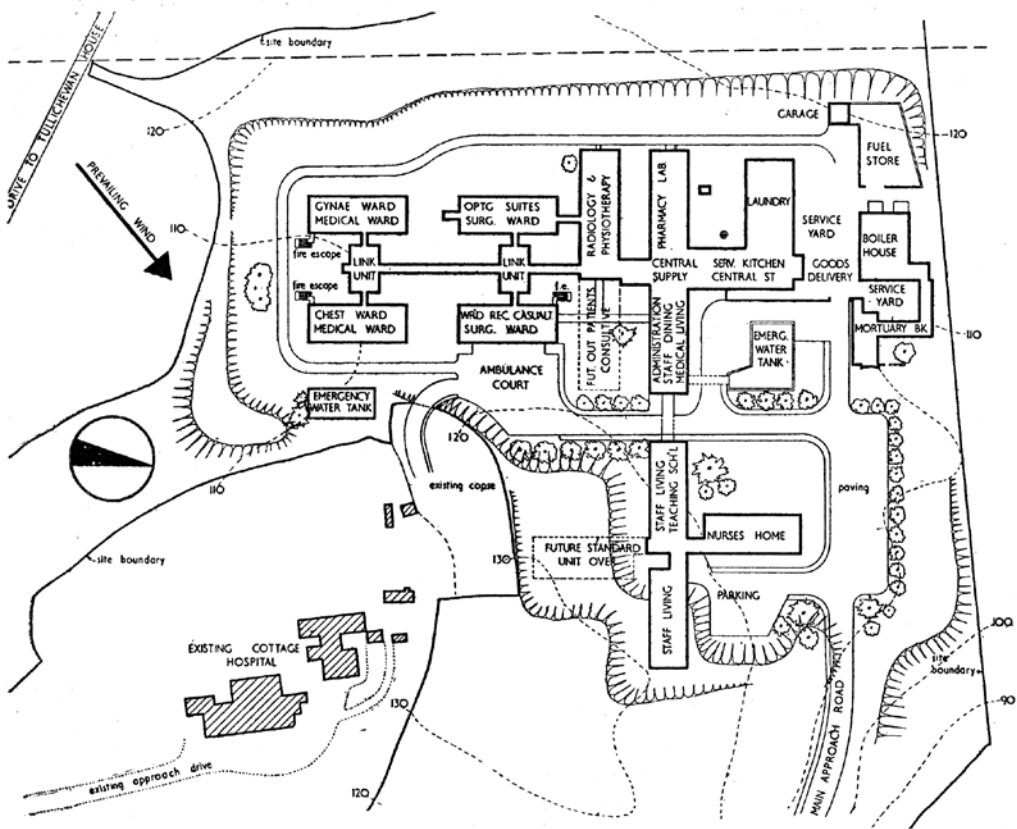 site boundary
DRIVE TO TULLICHEWAN HOUSE
120
PREVAILING
WIND
GARAGE
120
FUEL
STORE
GYNAE WARD
MEDICAL WARD
OPTG SUITES
SURG. WARD
RADIOLOGY &
PHYSIOTHERAPY
PHARMACY LAB.
LAUNDRY
SERVICE
YARD
BOILER
HOUSE
110
fire escape
LINK
UNIT
LINK
UNIT
CENTRAL
SUPPLY
SERV. KITCHEN
CENTRAL ST
GOODS
DELIVERY
fire escape
f.e.
SERVICE
YARD
MORTUARY BK.
110
CHEST WARD
MEDICAL WARD
WRD REC. CASUALT
SURG. WARD
FUT. OUT PATIENTS
CONSULTIVE
ADMINISTRATION
STAFF DINING
MEDICAL LIVING
EMERG.
WATER
TANK
AMBULANCE
COURT
EMERGENCY
WATER TANK
120
116
existing copse
STAFF LIVING
TEACHING SCH'L
paving
NURSES HOME
site boundary
130
FUTURE STANDARD
UNIT OVER
PARKING
STAFF LIVING
100
site
boundary
EXISTING COTTAGE
HOSPITAL
130
90
existing approach drive
120
MAIN APPROACH ROAD